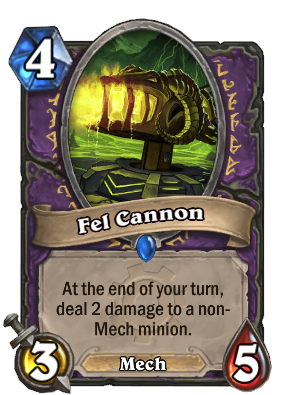 4
Fel Cannon
At the end of your turn,
deal 2 damage to a non-
Mech minion.
3
Mech
5